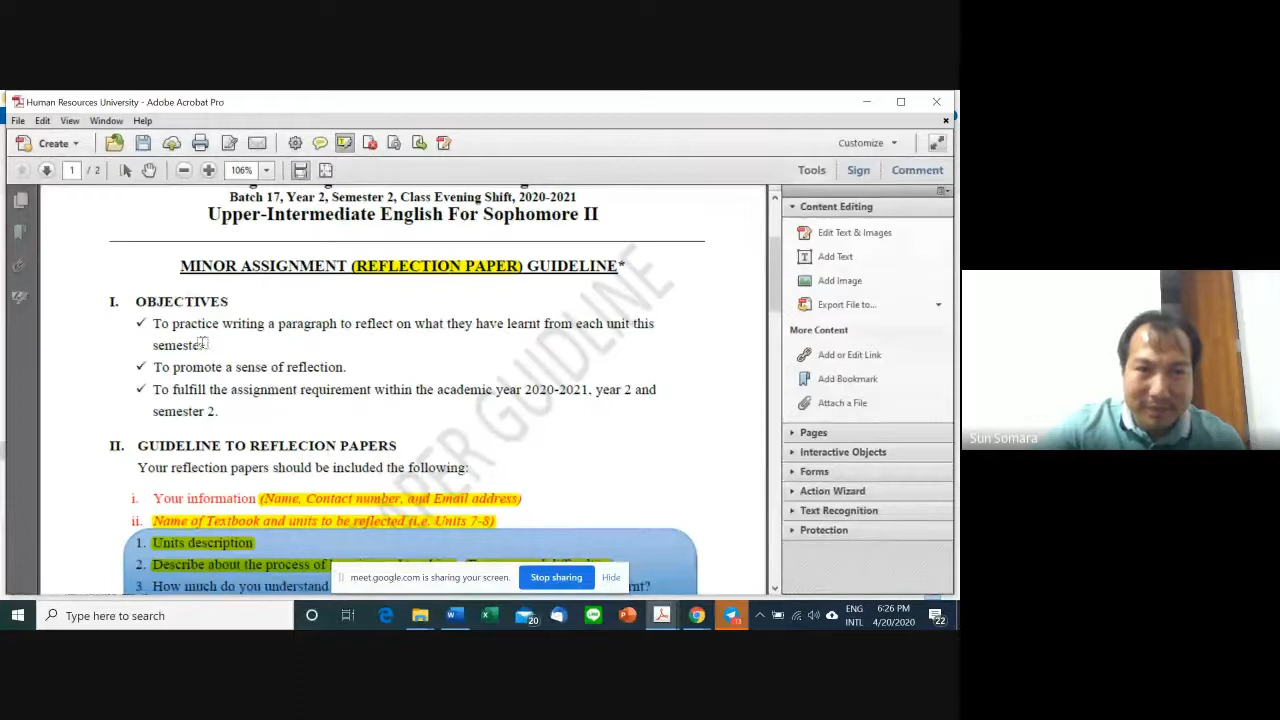 Human Resources University - Adobe Acrobat Pro
File Edit View Window Help
Create
Customize
1 / 2
106%
Tools Sign Comment
Batch 17, Year 2, Semester 2, Class Evening Shift, 2020-2021
Upper-Intermediate English For Sophomore II
MINOR ASSIGNMENT (REFLECTION PAPER) GUIDELINE*
I. OBJECTIVES
✓ To practice writing a paragraph to reflect on what they have learnt from each unit this
semester.
✓ To promote a sense of reflection.
✓ To fulfill the assignment requirement within the academic year 2020-2021, year 2 and
semester 2.
II. GUIDELINE TO REFLECION PAPERS
Your reflection papers should be included the following:
i. Your information (Name, Contact number, and Email address)
ii. Name of Textbook and units to be reflected (i.e. Units 7-8)
1. Units description
2. Describe about the process of
3. How much do you understand
PAPER GUIDLINE
Content Editing
Edit Text & Images
Add Text
Add Image
Export File to...
More Content
Add or Edit Link
Add Bookmark
Attach a File
Pages
Interactive Objects
Forms
Action Wizard
Text Recognition
Protection
meet.google.com is sharing your screen.
Stop sharing
Hide
Type here to search
20
13
ENG
INTL
6:26 PM
4/20/2020
22
Sun Somara